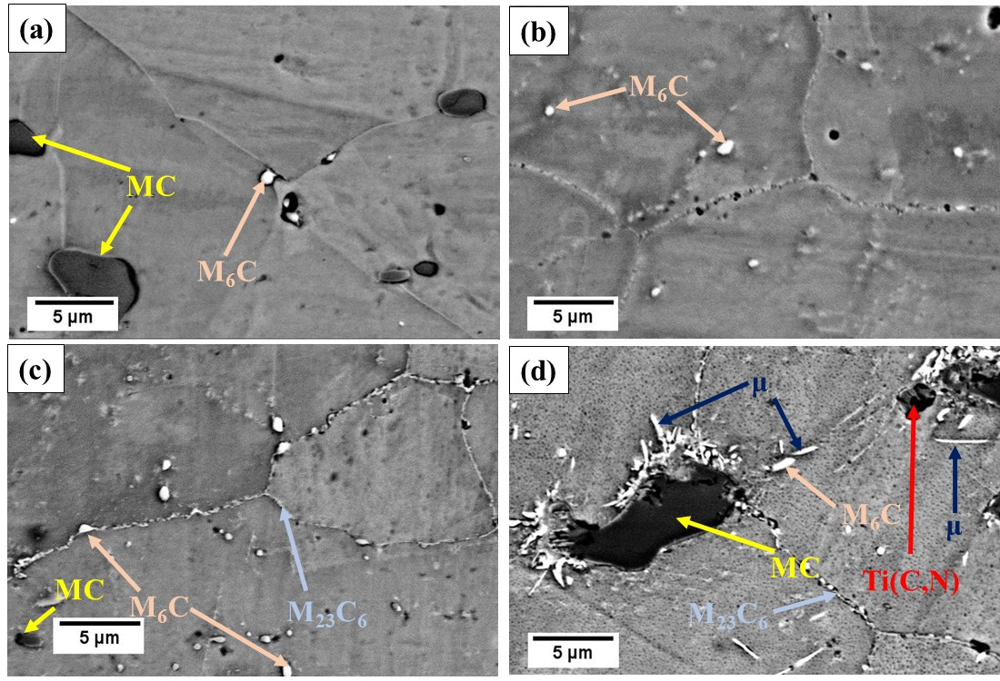 (a)
MC
M₆C
5 µm
(b)
M₆C
5 µm
(c)
MC
M₆C
M₂₃C₆
5 µm
(d)
µ
M₆C
µ
MC
Ti(C,N)
M₂₃C₆
5 µm